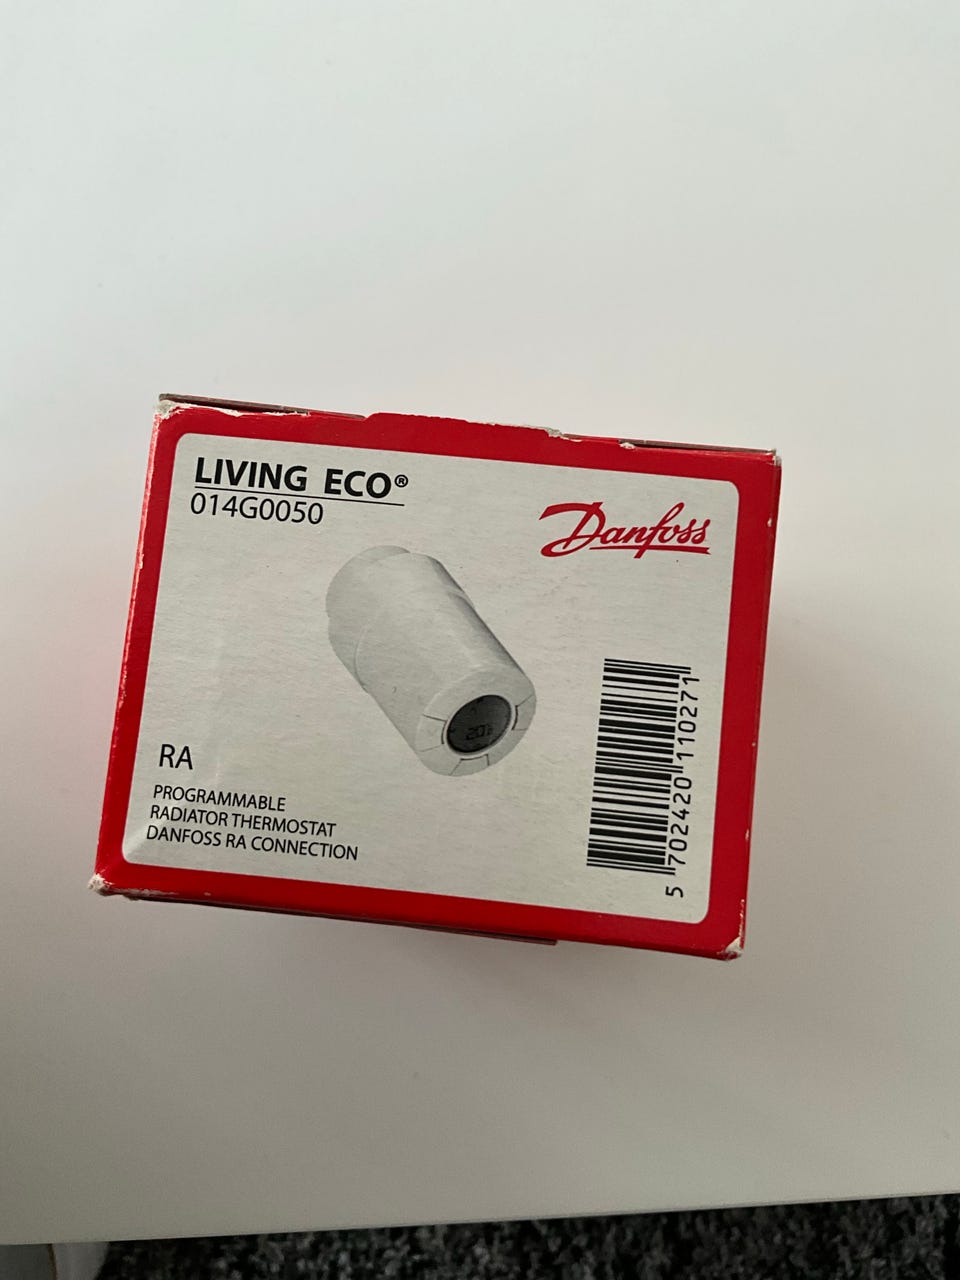 LIVING ECO®
014G0050
Danfoss
RA
PROGRAMMABLE
RADIATOR THERMOSTAT
DANFOSS RA CONNECTION
5 702420 110271